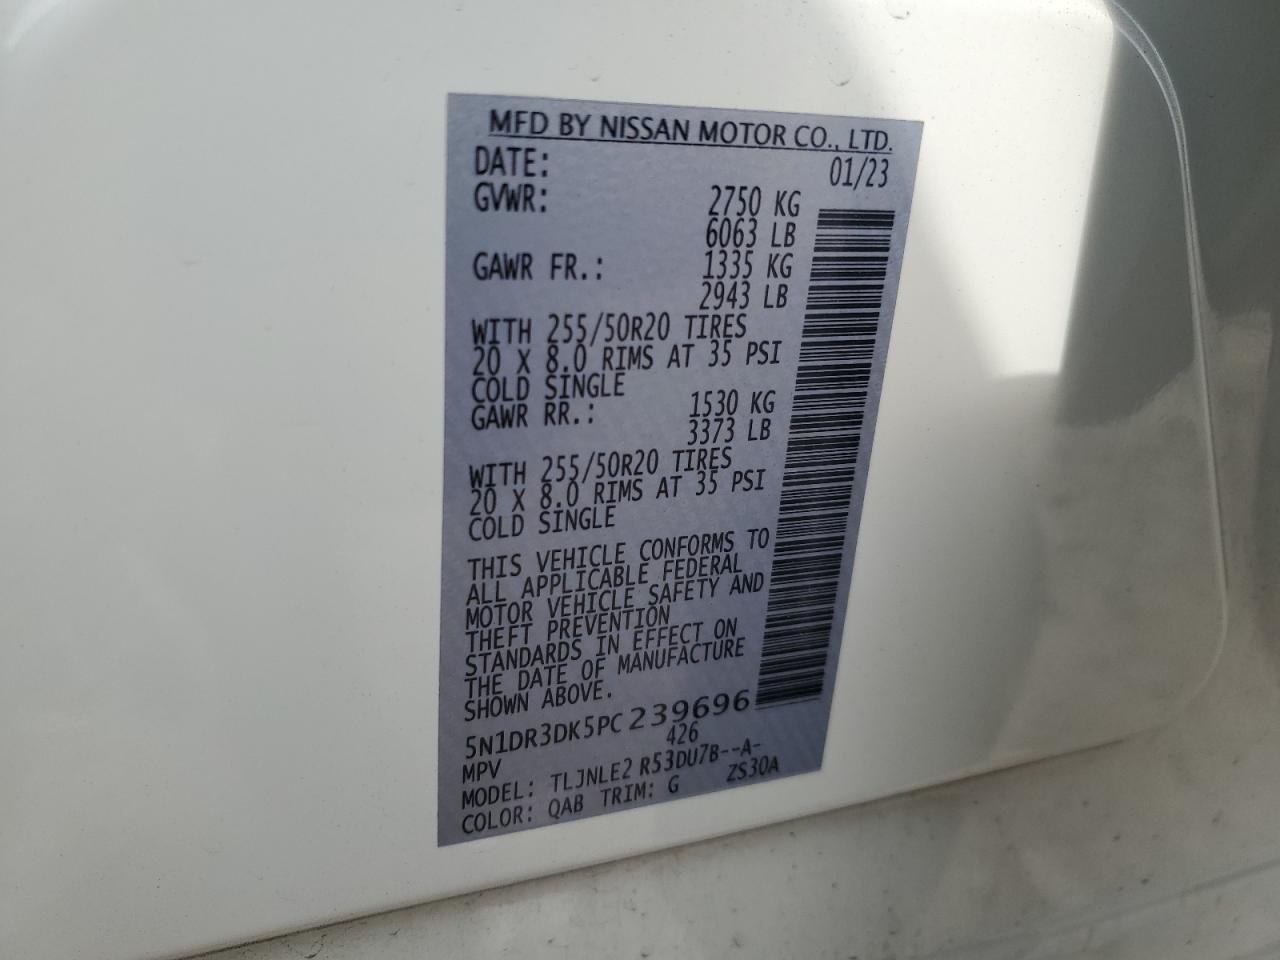 MFD BY NISSAN MOTOR CO., LTD.
DATE: 01/23
GVWR: 2750 KG
6063 LB
GAWR FR.: 1335 KG
2943 LB
WITH 255/50R20 TIRES
20 X 8.0 RIMS AT 35 PSI
COLD SINGLE
GAWR RR.: 1530 KG
3373 LB
WITH 255/50R20 TIRES
20 X 8.0 RIMS AT 35 PSI
COLD SINGLE
THIS VEHICLE CONFORMS TO
ALL APPLICABLE FEDERAL
MOTOR VEHICLE SAFETY AND
THEFT PREVENTION
STANDARDS IN EFFECT ON
THE DATE OF MANUFACTURE
SHOWN ABOVE.
5N1DR3DK5PC239696
MPV 426
MODEL: TLJNLE2 R53DU7B--A-
COLOR: QAB TRIM: G ZS30A